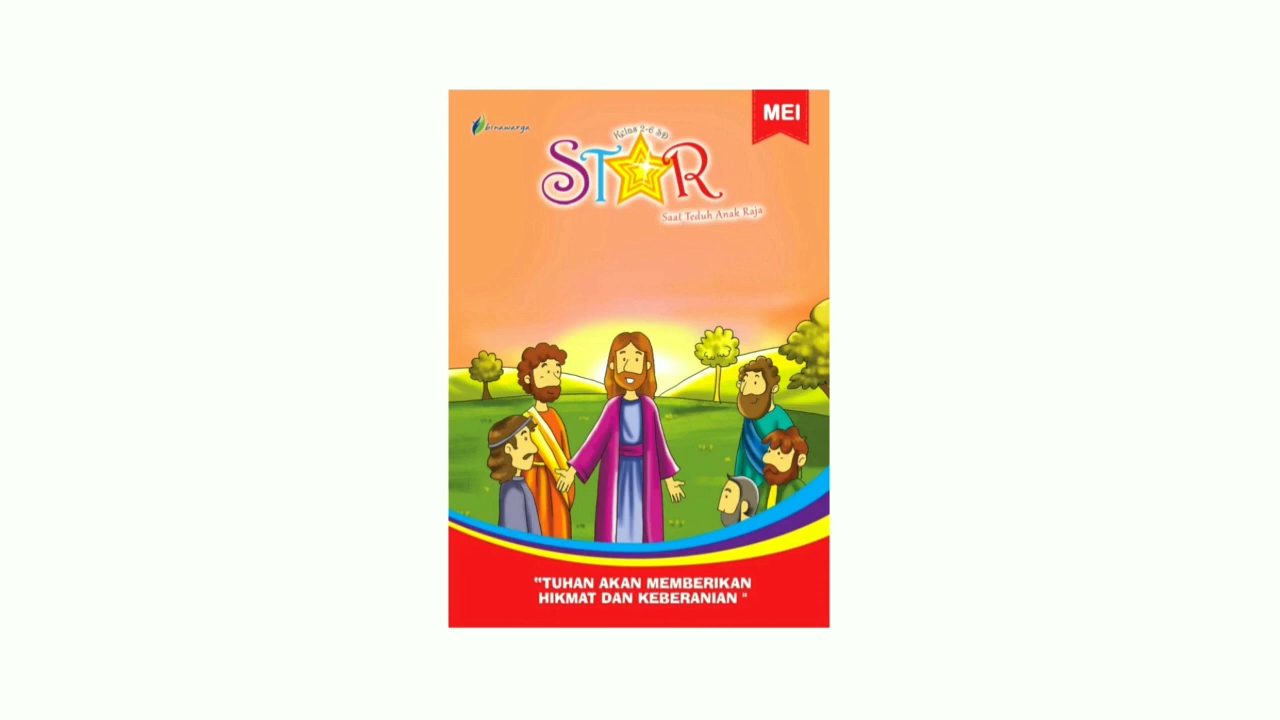 MEI
binawarga
Kelas 2-6 SD
STAR
Saat Teduh Anak Raja
"TUHAN AKAN MEMBERIKAN
HIKMAT DAN KEBERANIAN "